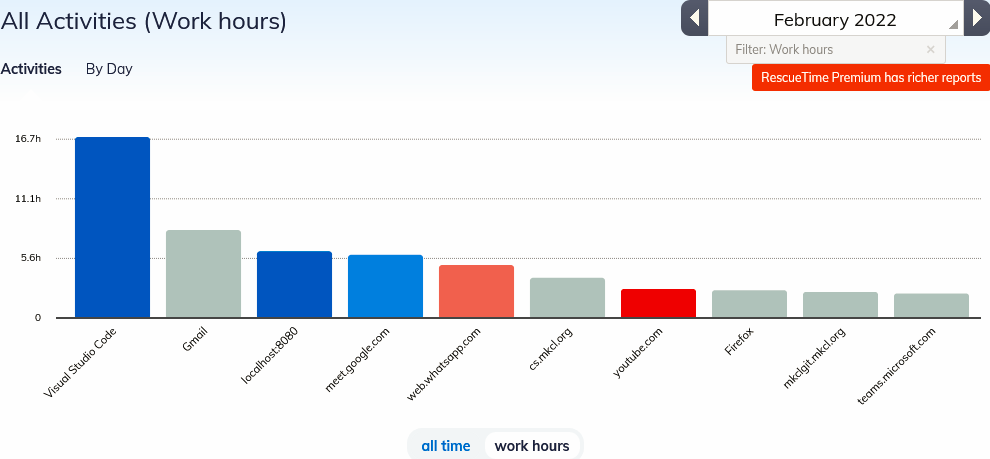 All Activities (Work hours)
February 2022
Filter: Work hours ×
Activities By Day
RescueTime Premium has richer reports
16.7h
11.1h
5.6h
0
Visual Studio Code
Gmail
localhost:8080
meet.google.com
web.whatsapp.com
cs.mkcl.org
youtube.com
Firefox
mkclgit.mkcl.org
teams.microsoft.com
all time work hours